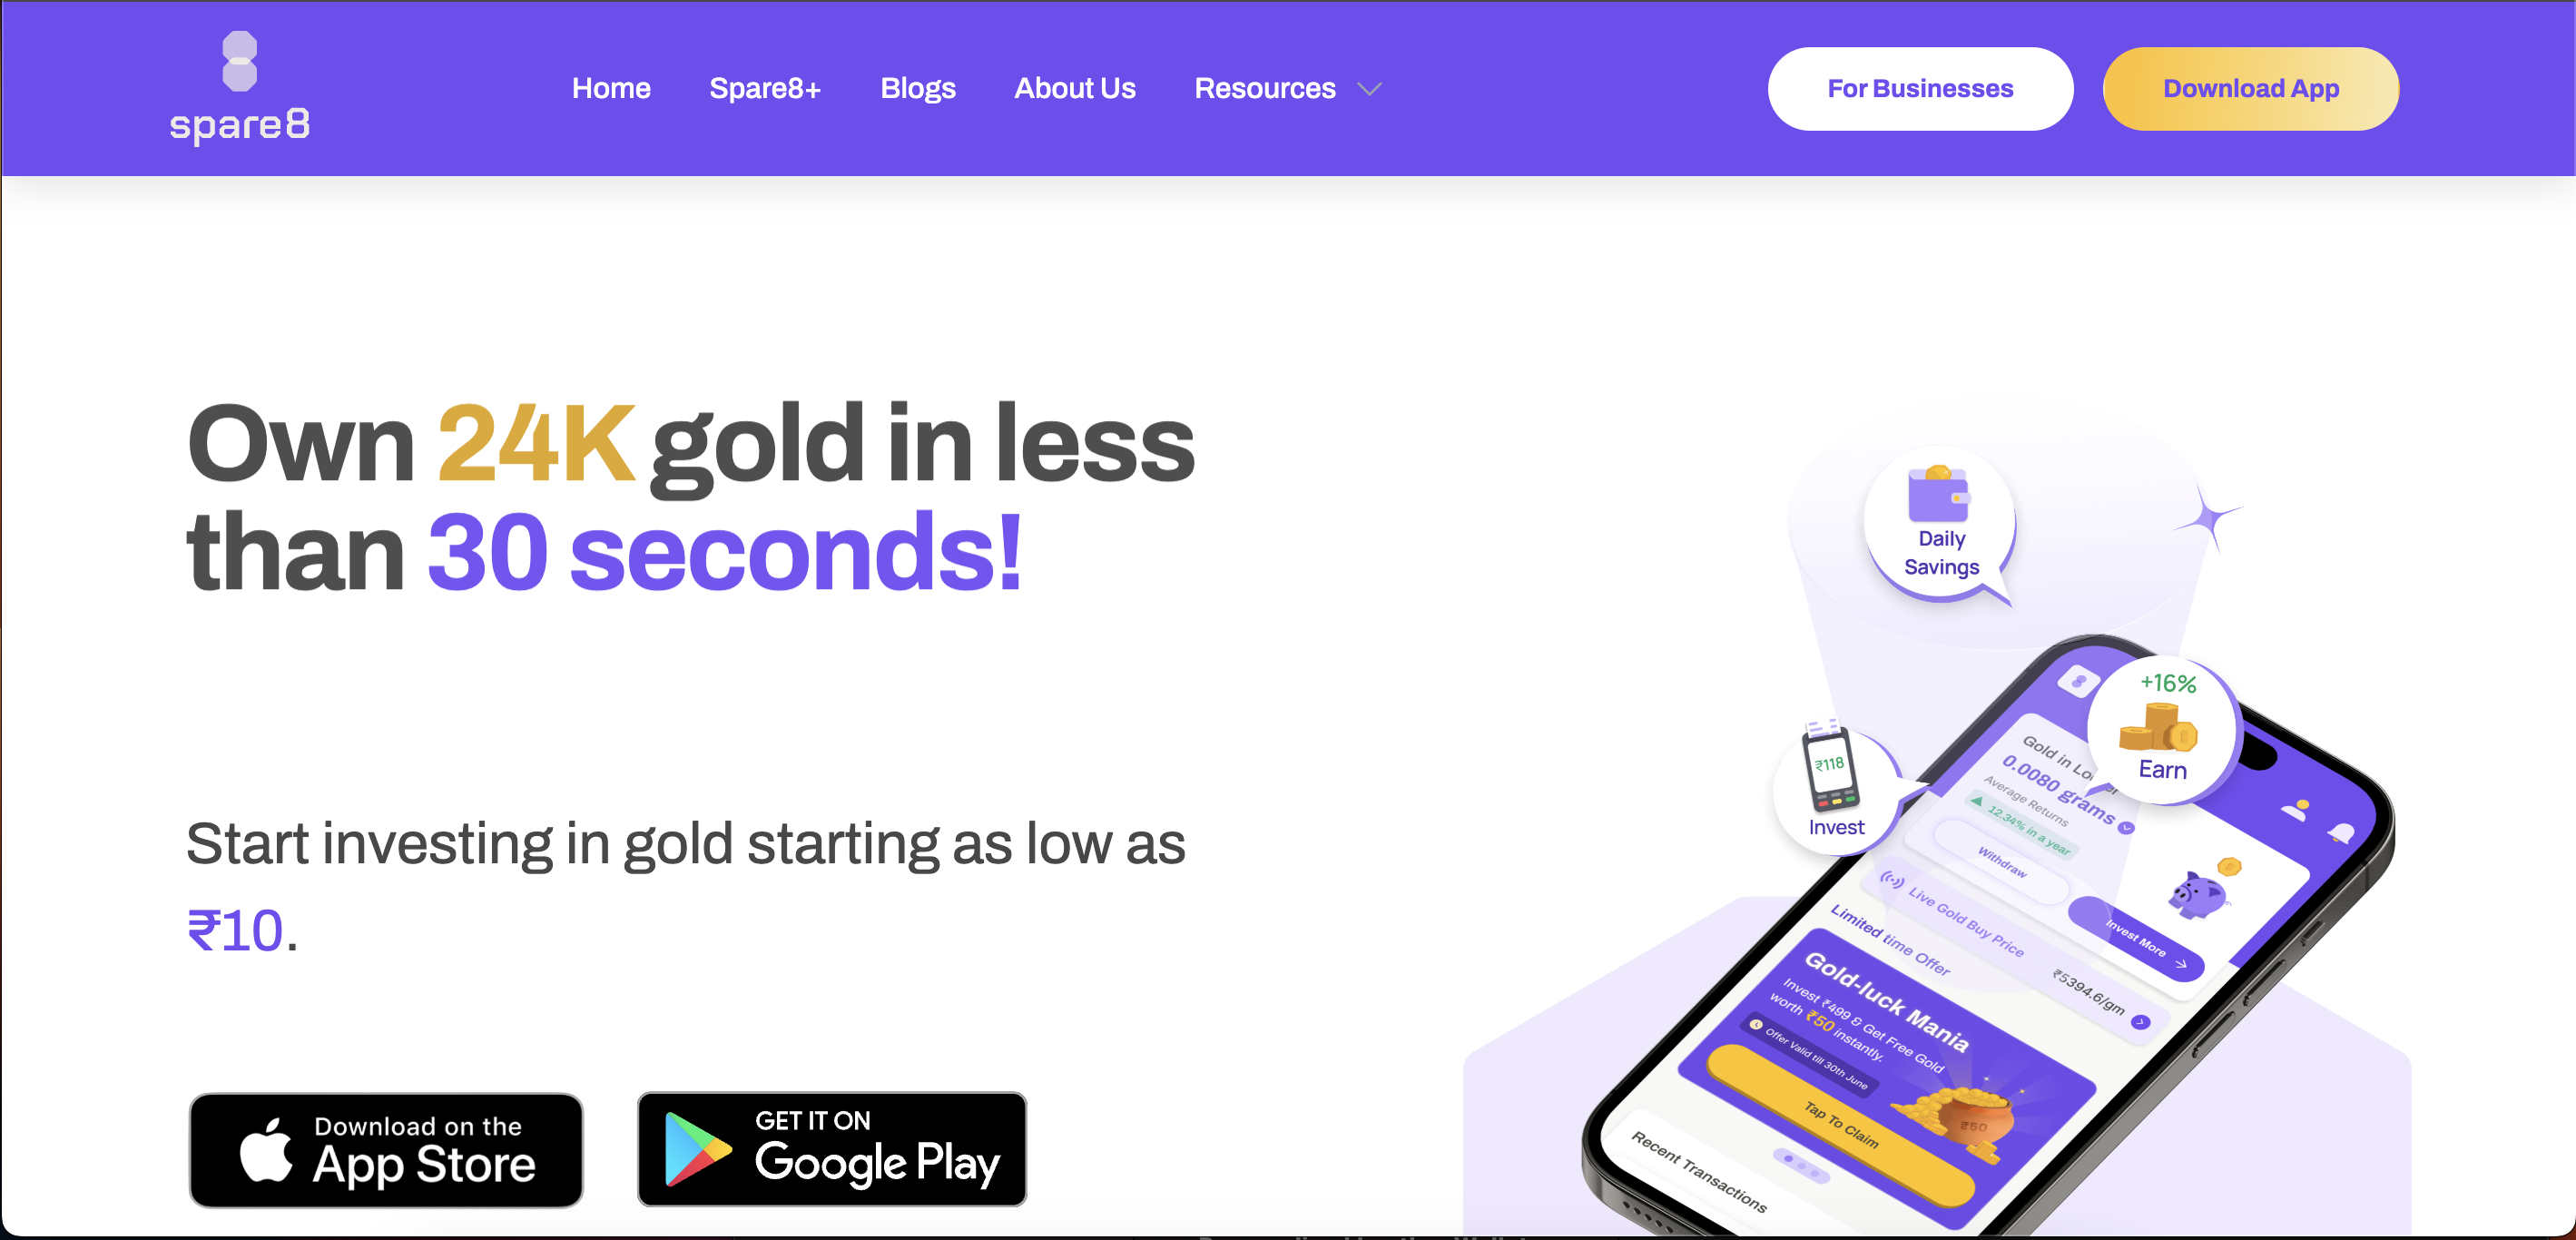 spare8
Home
Spare8+
Blogs
About Us
Resources
For Businesses
Download App
Own 24K gold in less
than 30 seconds!
Start investing in gold starting as low as
₹10.
Download on the
App Store
GET IT ON
Google Play
Daily
Savings
+16%
Earn
₹118
Invest
Gold in
0.0080 grams
Average Returns
12.34% in a year
Withdraw
Invest More
Live Gold Buy Price
₹5394.6/gm
Limited time Offer
Gold-luck Mania
Invest ₹499 & Get Free Gold
worth ₹50 instantly.
Offer Valid till 30th June
Tap To Claim
₹50
Recent Transactions